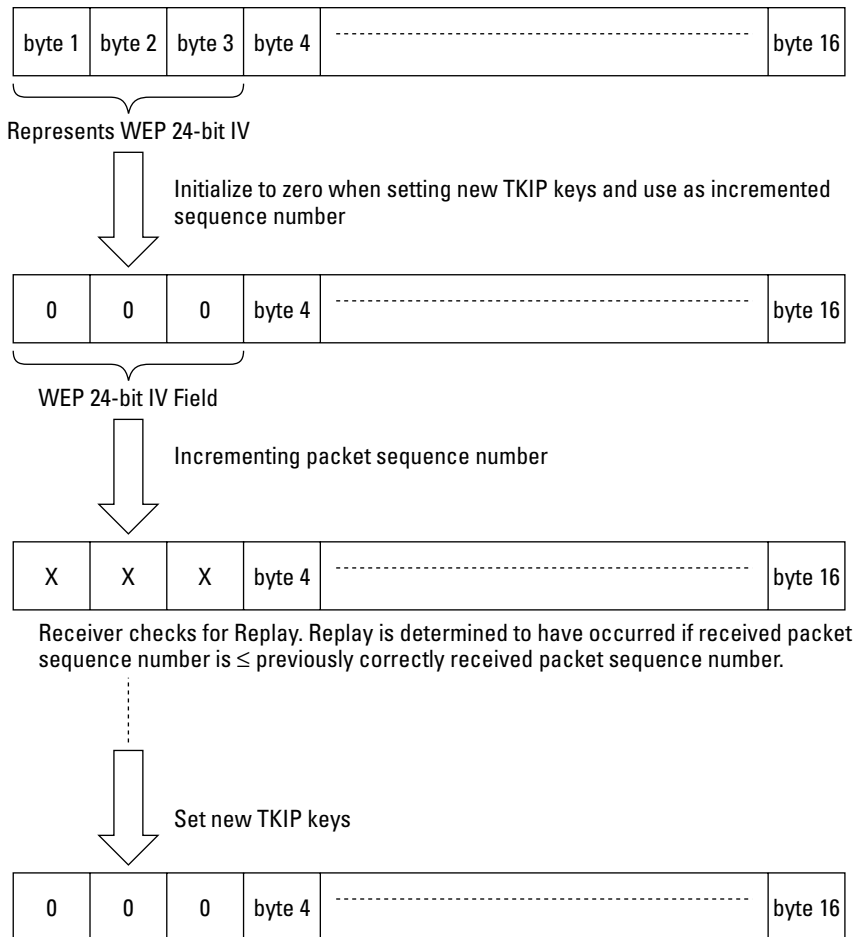 byte 1 byte 2 byte 3 byte 4 byte 16
Represents WEP 24-bit IV
Initialize to zero when setting new TKIP keys and use as incremented
sequence number
0 0 0 byte 4 byte 16
WEP 24-bit IV Field
Incrementing packet sequence number
X X X byte 4 byte 16
Receiver checks for Replay. Replay is determined to have occurred if received packet
sequence number is ≤ previously correctly received packet sequence number.
Set new TKIP keys
0 0 0 byte 4 byte 16